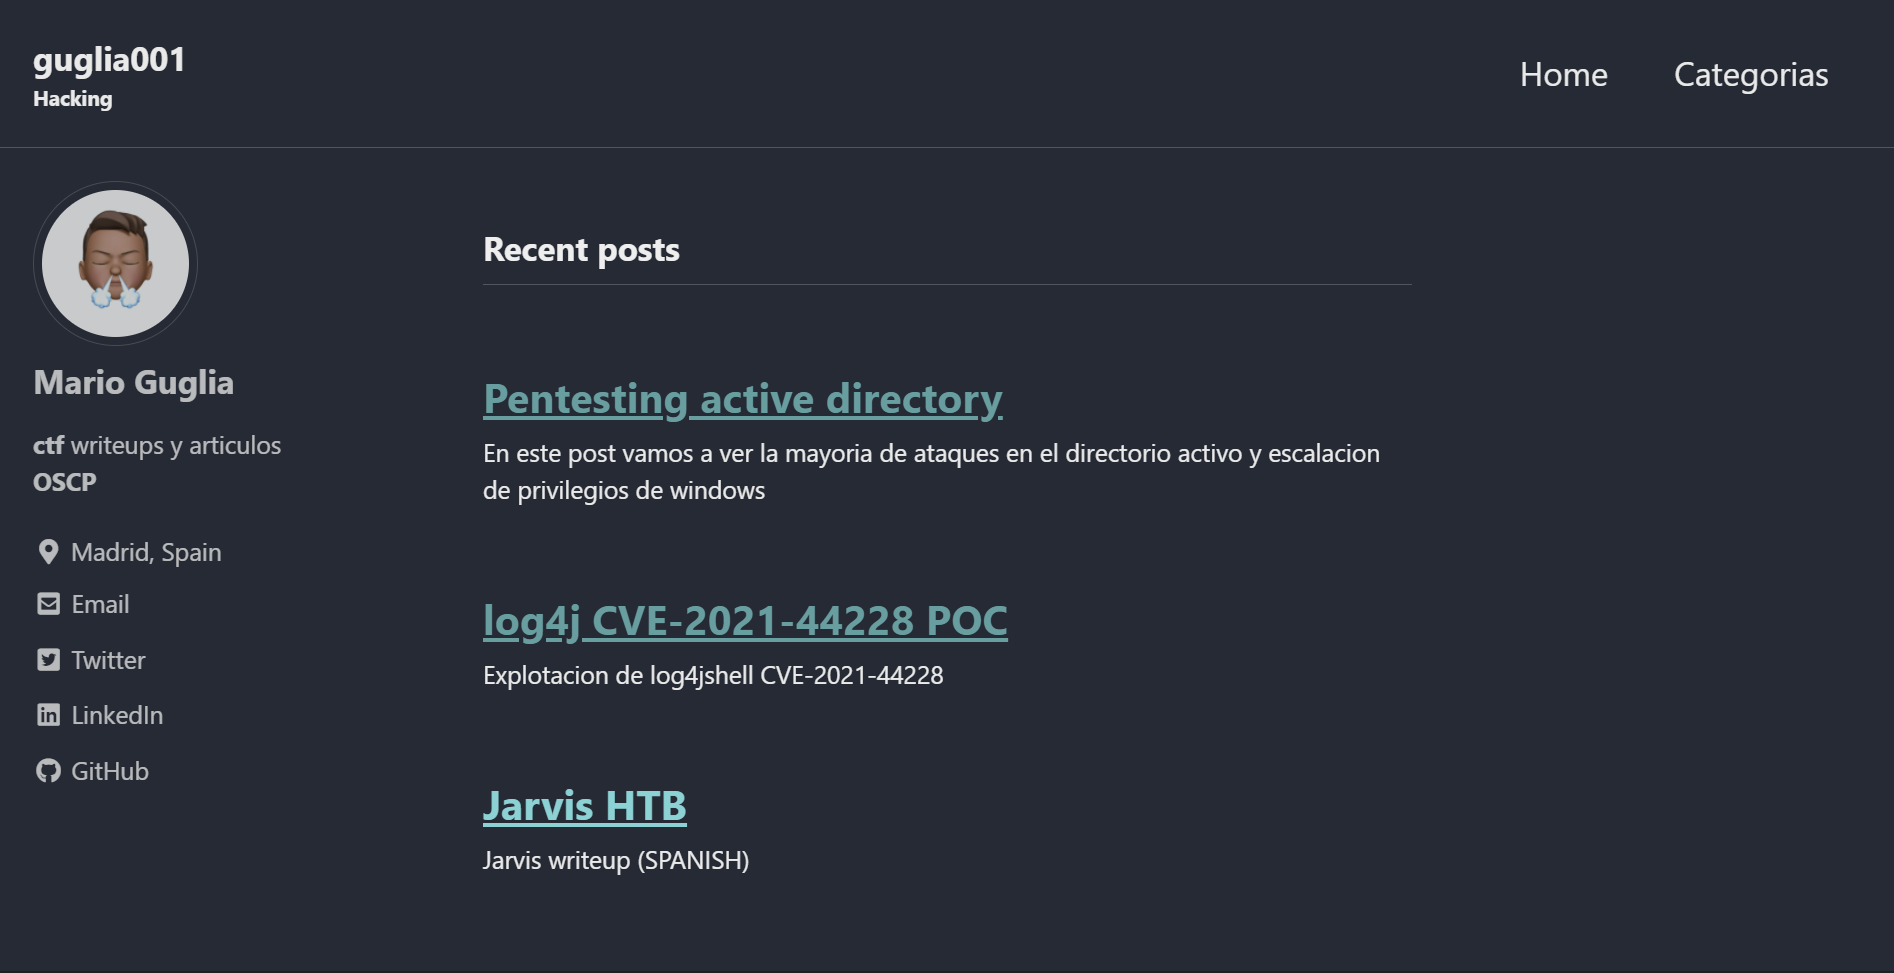 guglia001
Hacking
Home
Categorias
Mario Guglia
ctf writeups y articulos
OSCP
Madrid, Spain
Email
Twitter
LinkedIn
GitHub
Recent posts
Pentesting active directory
En este post vamos a ver la mayoria de ataques en el directorio activo y escalacion
de privilegios de windows
log4j CVE-2021-44228 POC
Explotacion de log4jshell CVE-2021-44228
Jarvis HTB
Jarvis writeup (SPANISH)